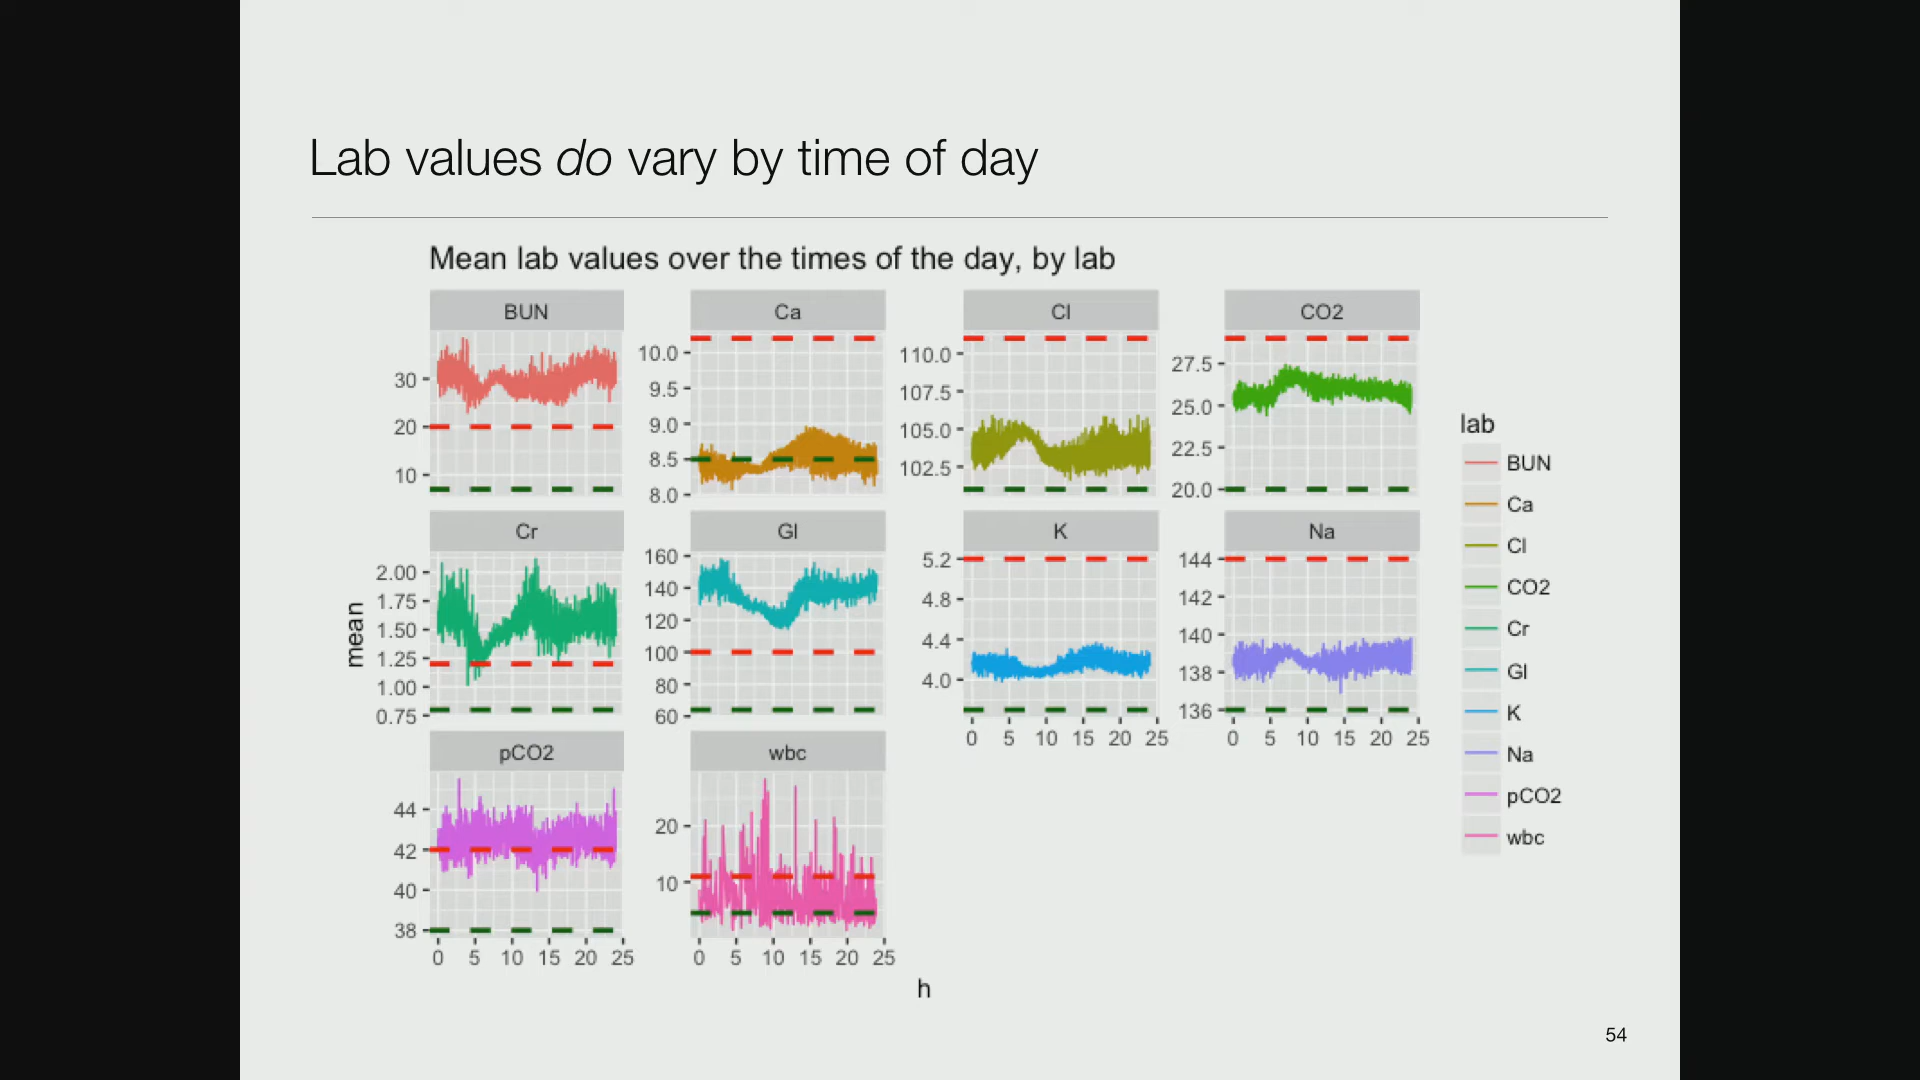 Lab values do vary by time of day
Mean lab values over the times of the day, by lab
BUN
30
20
10
Ca
10.0
9.5
9.0
8.5
8.0
Cl
110.0
107.5
105.0
102.5
CO2
27.5
25.0
22.5
20.0
mean
Cr
2.00
1.75
1.50
1.25
1.00
0.75
Gl
160
140
120
100
80
60
K
5.2
4.8
4.4
4.0
0 5 10 15 20 25
Na
144
142
140
138
136
0 5 10 15 20 25
pCO2
44
42
40
38
0 5 10 15 20 25
wbc
20
10
0 5 10 15 20 25
h
lab
BUN
Ca
Cl
CO2
Cr
Gl
K
Na
pCO2
wbc
54